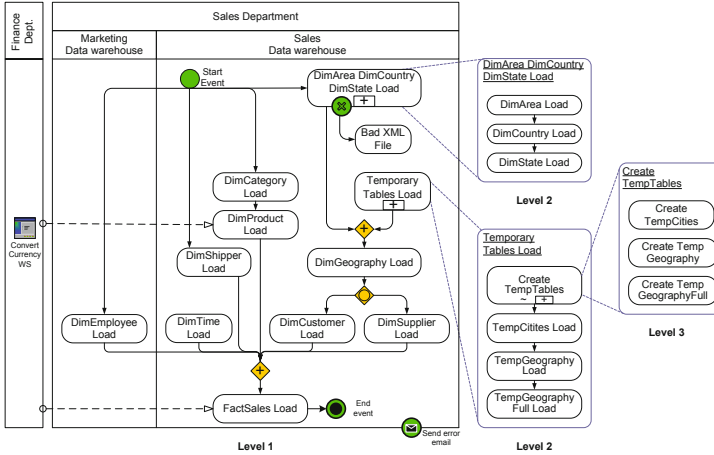 Finance
Dept.
Sales Department
Marketing
Data warehouse
Sales
Data warehouse
Start
Event
DimArea DimCountry
DimState Load
+
Bad XML
File
DimCategory
Load
Temporary
Tables Load
+
DimProduct
Load
+
Convert
Currency
WS
DimShipper
Load
DimGeography Load
DimEmployee
Load
DimTime
Load
DimCustomer
Load
DimSupplier
Load
+
FactSales Load
End
event
Send error
email
Level 1
DimArea DimCountry
DimState Load
DimArea Load
DimCountry Load
DimState Load
Level 2
Temporary
Tables Load
Create
TempTables
~ +
TempCitites Load
TempGeography
Load
TempGeography
Full Load
Level 2
Create
TempTables
Create
TempCities
Create Temp
Geography
Create Temp
GeographyFull
Level 3